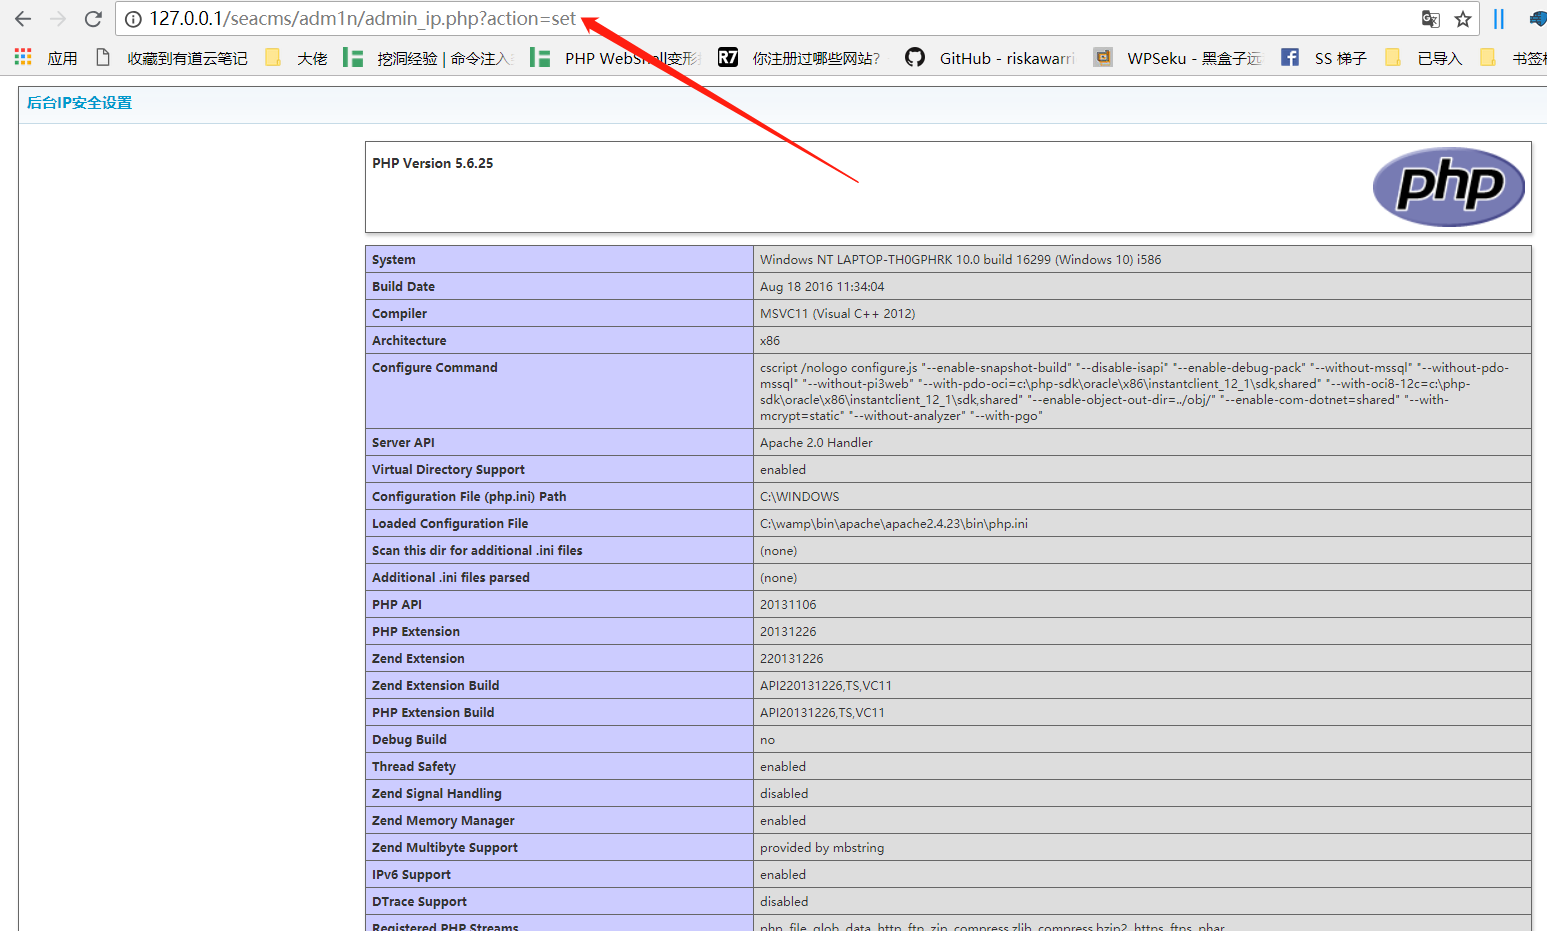 127.0.0.1/seacms/adm1n/admin_ip.php?action=set
应用 收藏到有道云笔记 大佬 挖洞经验 | 命令注入 PHP WebShell变形 R7 你注册过哪些网站? GitHub - riskawarri WPSeku - 黑盒子远 SS 梯子 已导入 书签
后台IP安全设置
PHP Version 5.6.25
php
System Windows NT LAPTOP-TH0GPHRK 10.0 build 16299 (Windows 10) i586
Build Date Aug 18 2016 11:34:04
Compiler MSVC11 (Visual C++ 2012)
Architecture x86
Configure Command cscript /nologo configure.js "--enable-snapshot-build" "--disable-isapi" "--enable-debug-pack" "--without-mssql" "--without-pdo-
mssql" "--without-pi3web" "--with-pdo-oci=c:\php-sdk\oracle\x86\instantclient_12_1\sdk,shared" "--with-oci8-12c=c:\php-
sdk\oracle\x86\instantclient_12_1\sdk,shared" "--enable-object-out-dir=../obj/" "--enable-com-dotnet=shared" "--with-
mcrypt=static" "--without-analyzer" "--with-pgo"
Server API Apache 2.0 Handler
Virtual Directory Support enabled
Configuration File (php.ini) Path C:\WINDOWS
Loaded Configuration File C:\wamp\bin\apache\apache2.4.23\bin\php.ini
Scan this dir for additional .ini files (none)
Additional .ini files parsed (none)
PHP API 20131106
PHP Extension 20131226
Zend Extension 220131226
Zend Extension Build API220131226,TS,VC11
PHP Extension Build API20131226,TS,VC11
Debug Build no
Thread Safety enabled
Zend Signal Handling disabled
Zend Memory Manager enabled
Zend Multibyte Support provided by mbstring
IPv6 Support enabled
DTrace Support disabled
Registered PHP Streams php, file, glob, data, http, ftp, zip, compress.zlib, compress.bzip2, https, ftps, phar